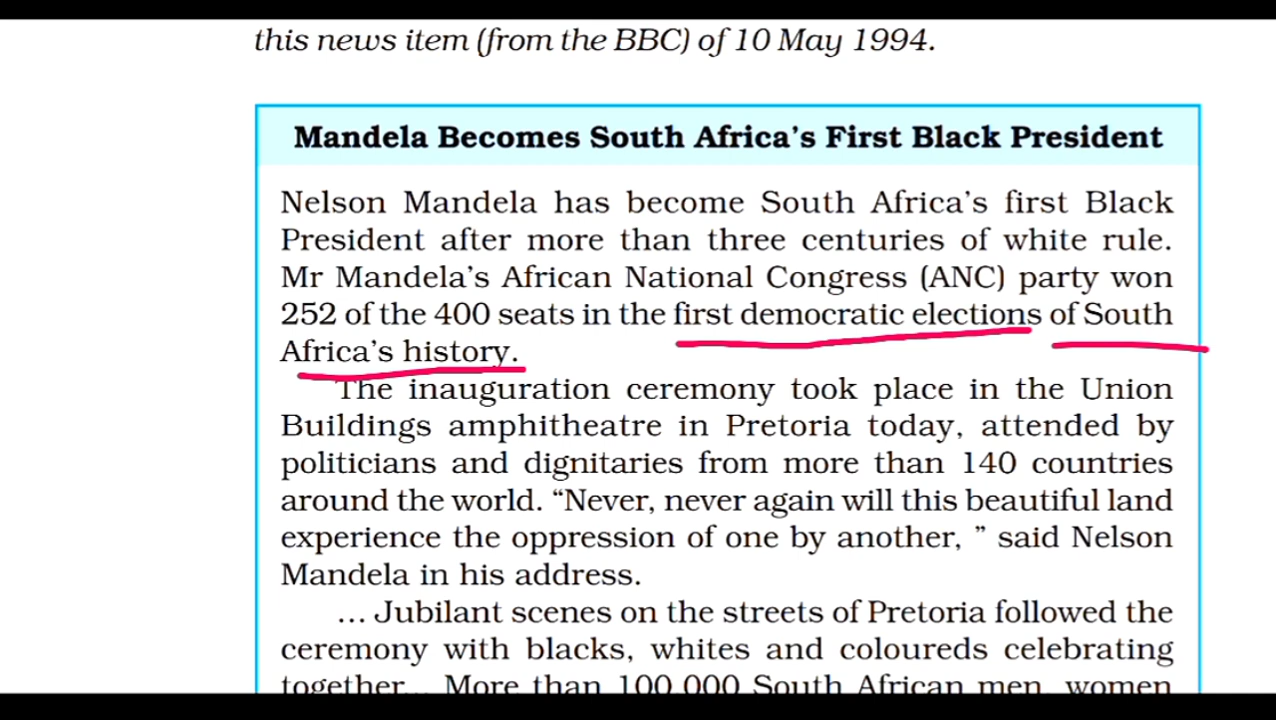 this news item (from the BBC) of 10 May 1994.
Mandela Becomes South Africa’s First Black President
Nelson Mandela has become South Africa’s first Black
President after more than three centuries of white rule.
Mr Mandela’s African National Congress (ANC) party won
252 of the 400 seats in the first democratic elections of South
Africa’s history.
The inauguration ceremony took place in the Union
Buildings amphitheatre in Pretoria today, attended by
politicians and dignitaries from more than 140 countries
around the world. “Never, never again will this beautiful land
experience the oppression of one by another, ” said Nelson
Mandela in his address.
... Jubilant scenes on the streets of Pretoria followed the
ceremony with blacks, whites and coloureds celebrating
together... More than 100,000 South African men, women